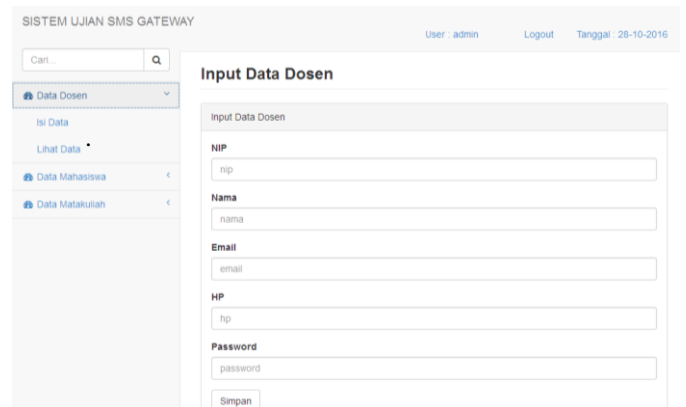 SISTEM UJIAN SMS GATEWAY
User : admin Logout Tanggal : 28-10-2016
Cari...
Data Dosen
Isi Data
Lihat Data
Data Mahasiswa
Data Matakuliah
Input Data Dosen
Input Data Dosen
NIP
nip
Nama
nama
Email
email
HP
hp
Password
password
Simpan